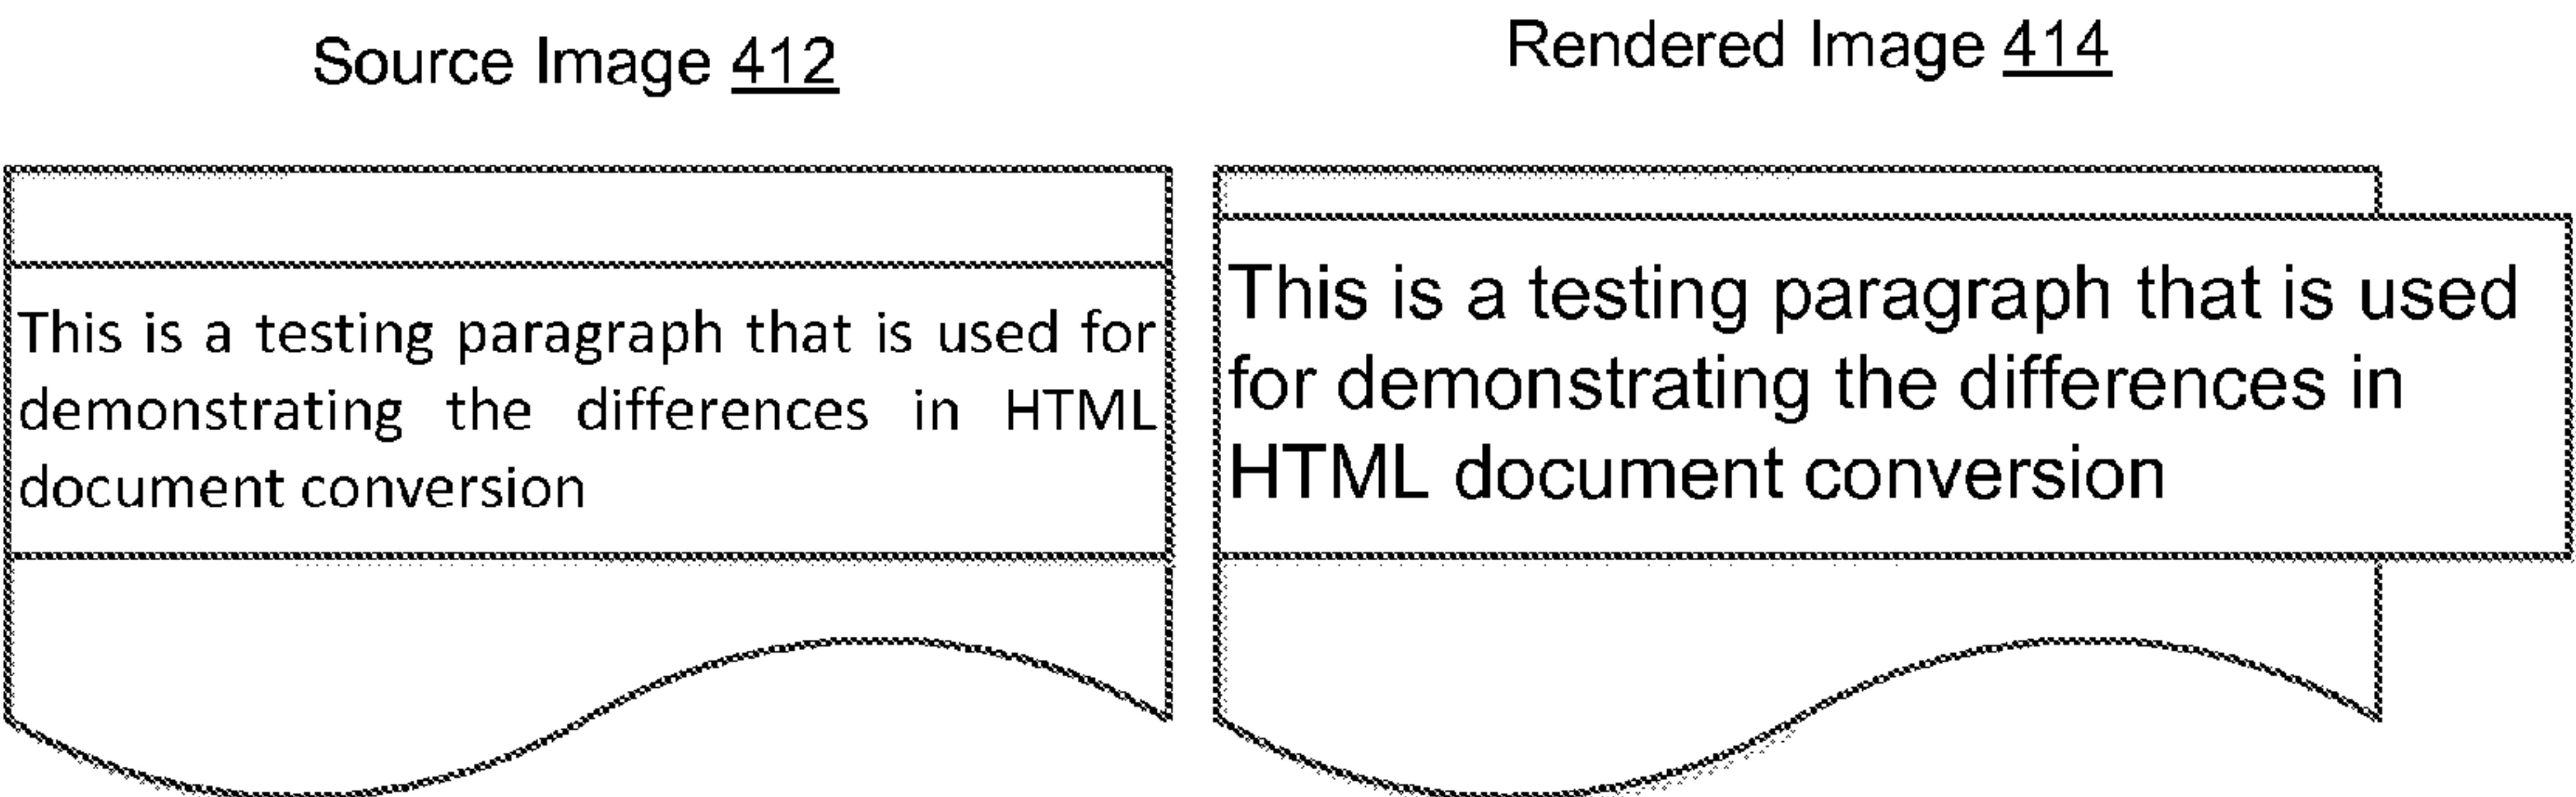 Source Image 412
This is a testing paragraph that is used for
demonstrating the differences in HTML
document conversion
Rendered Image 414
This is a testing paragraph that is used
for demonstrating the differences in
HTML document conversion